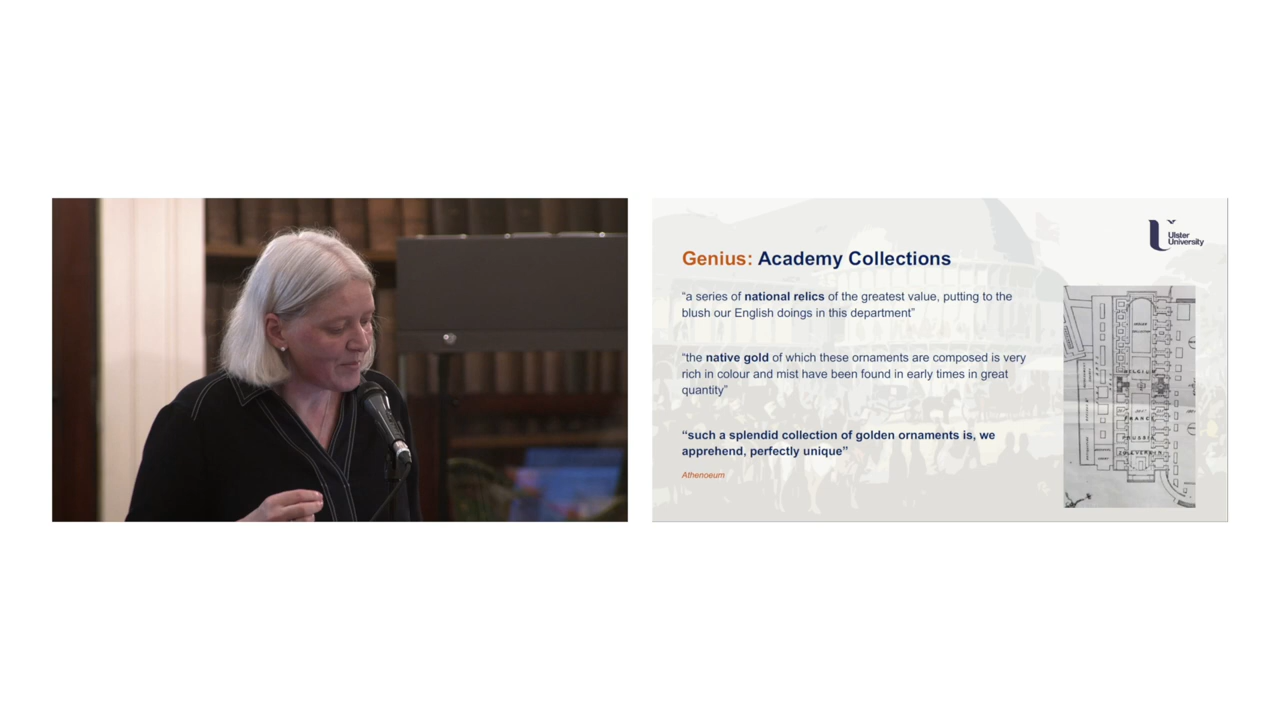 Ulster
University
Genius: Academy Collections
“a series of national relics of the greatest value, putting to the
blush our English doings in this department”
“the native gold of which these ornaments are composed is very
rich in colour and mist have been found in early times in great
quantity”
“such a splendid collection of golden ornaments is, we
apprehend, perfectly unique”
Athenoeum
BELGIUM
FRANCE
PRUSSIA
ZOLLVEREIN